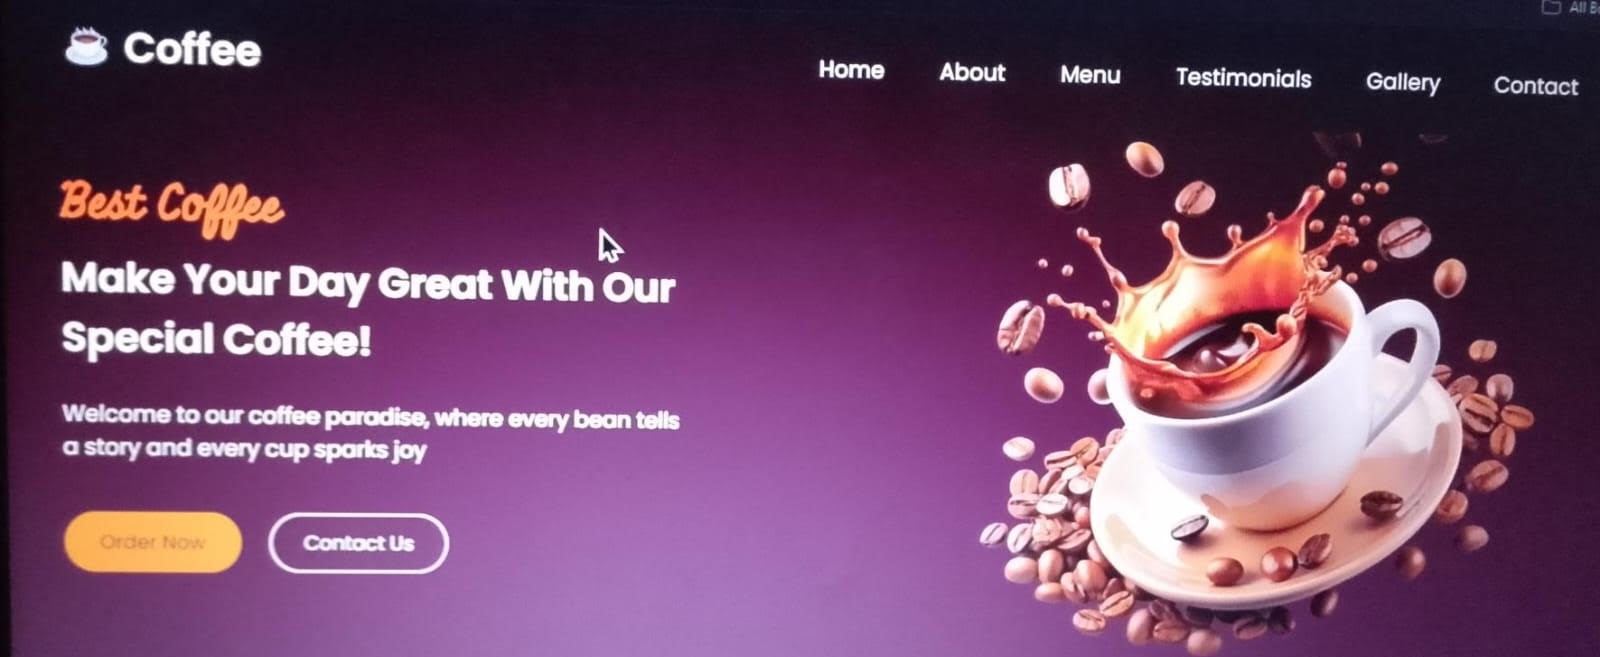 All
Coffee
Home About Menu Testimonials Gallery Contact
Best Coffee
Make Your Day Great With Our
Special Coffee!
Welcome to our coffee paradise, where every bean tells
a story and every cup sparks joy
Order Now Contact Us